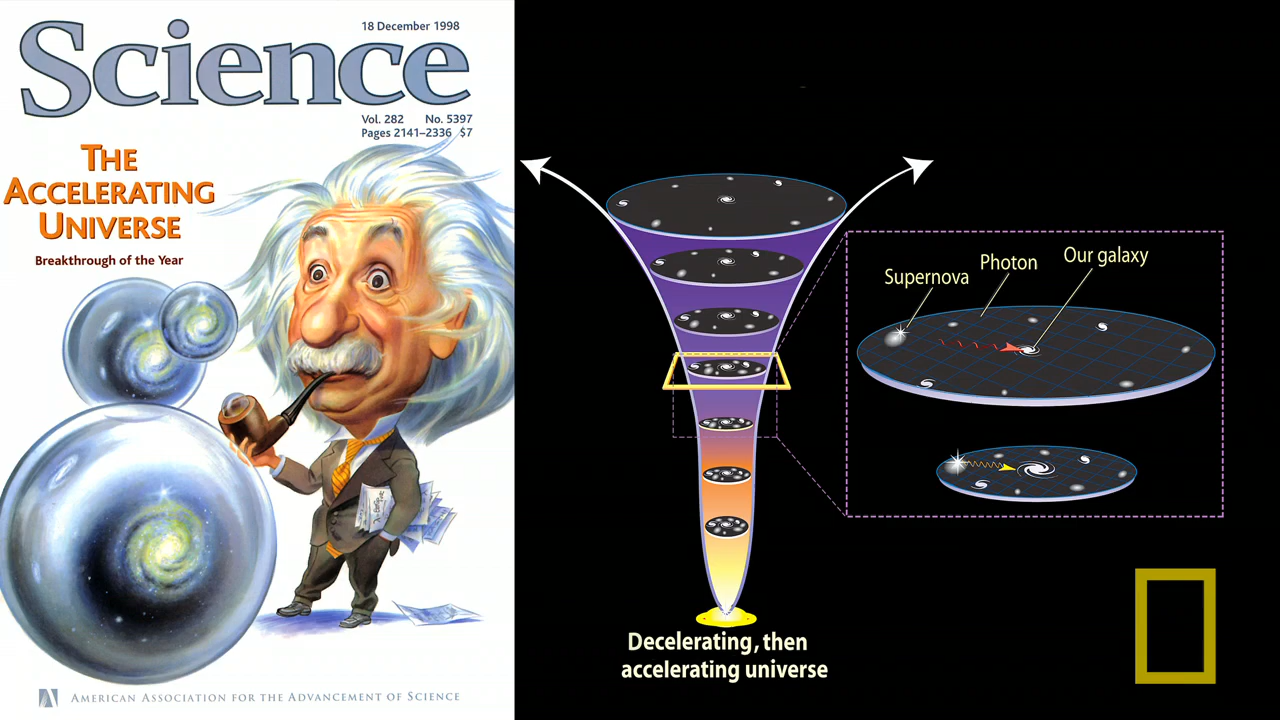 18 December 1998
Science
Vol. 282 No. 5397
Pages 2141–2336 $7
THE
ACCELERATING
UNIVERSE
Breakthrough of the Year
AMERICAN ASSOCIATION FOR THE ADVANCEMENT OF SCIENCE
Supernova
Photon
Our galaxy
Decelerating, then
accelerating universe